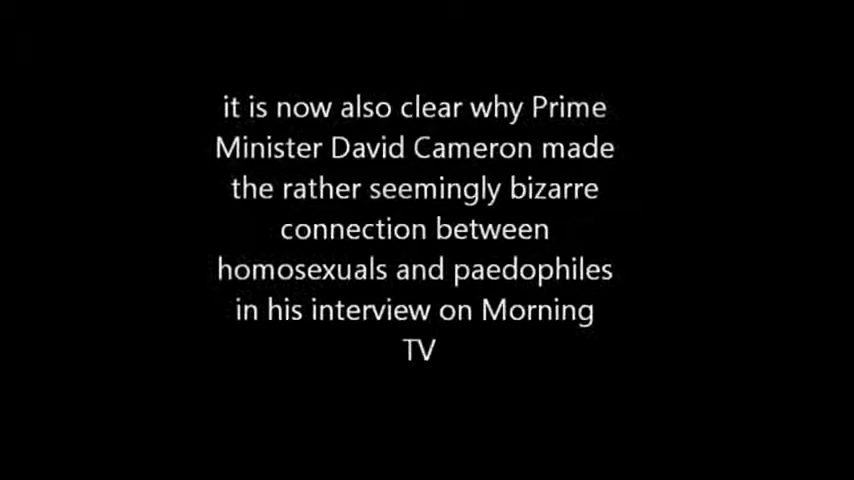 it is now also clear why Prime
Minister David Cameron made
the rather seemingly bizarre
connection between
homosexuals and paedophiles
in his interview on Morning
TV